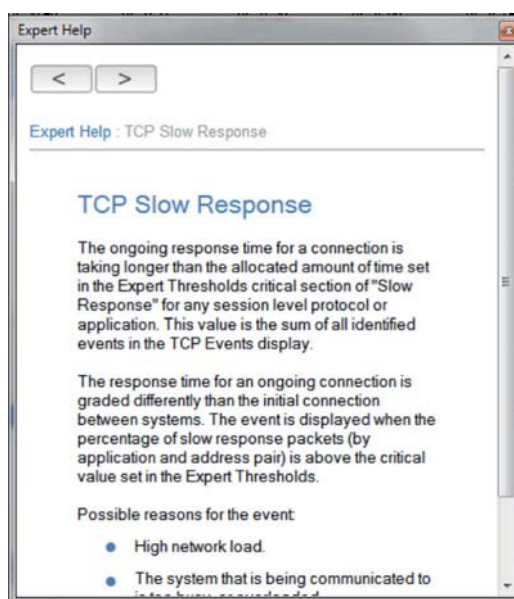 Expert Help
< >
Expert Help : TCP Slow Response
TCP Slow Response
The ongoing response time for a connection is
taking longer than the allocated amount of time set
in the Expert Thresholds critical section of "Slow
Response" for any session level protocol or
application. This value is the sum of all identified
events in the TCP Events display.
The response time for an ongoing connection is
graded differently than the initial connection
between systems. The event is displayed when the
percentage of slow response packets (by
application and address pair) is above the critical
value set in the Expert Thresholds.
Possible reasons for the event:
High network load.
The system that is being communicated to